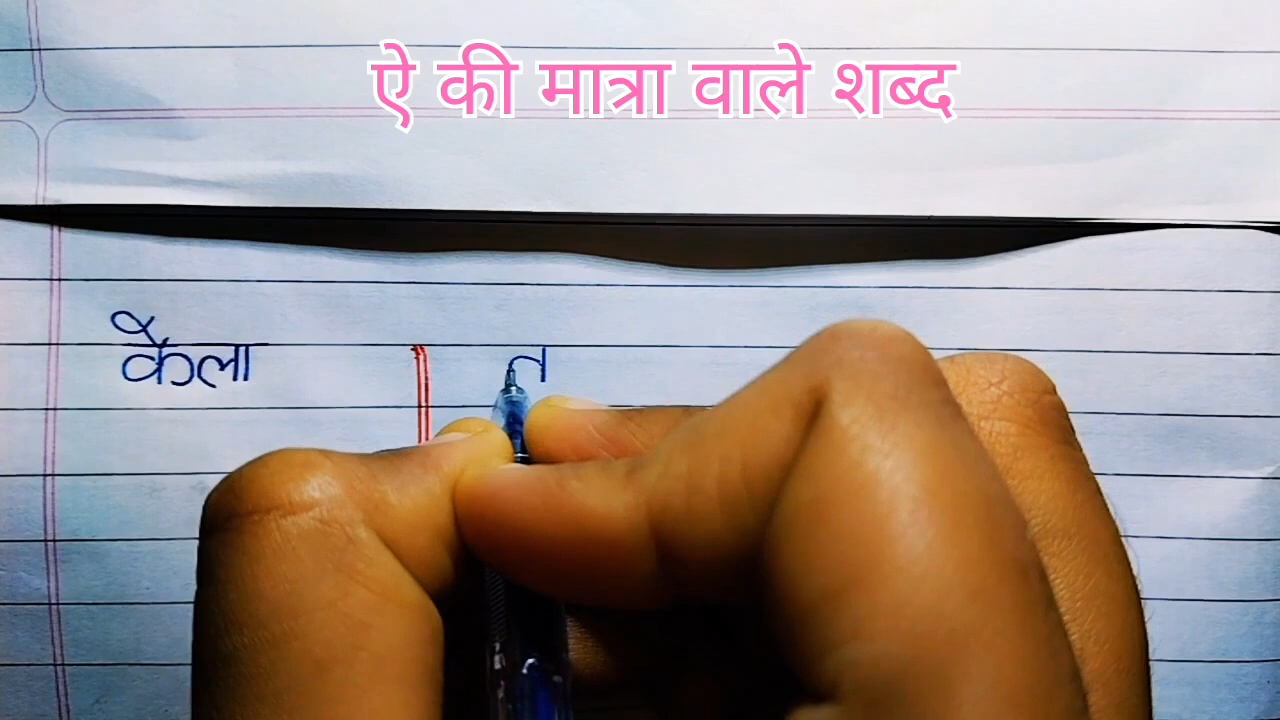 ऐ की मात्रा वाले शब्द
कैला